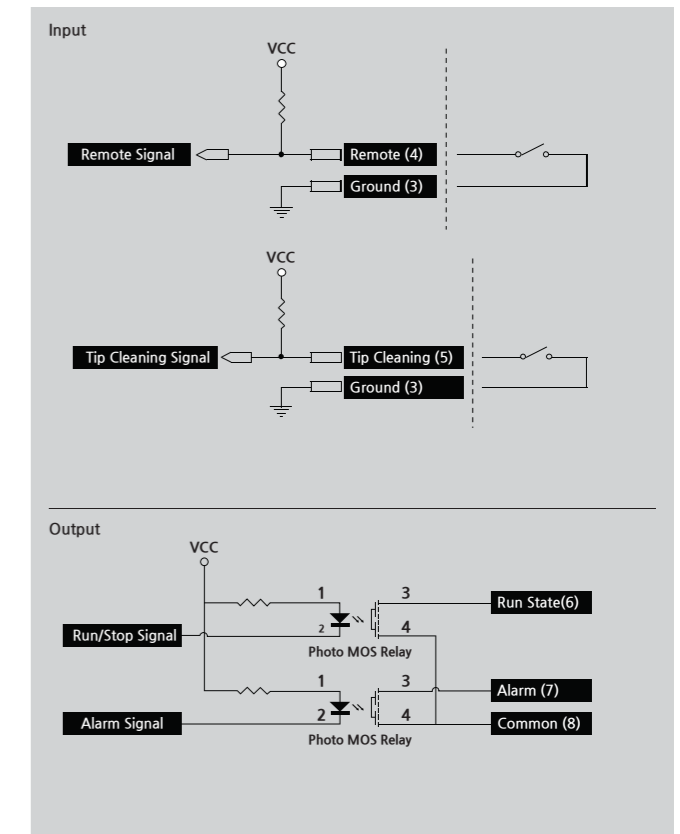 Input
VCC
Remote Signal
Remote (4)
Ground (3)
VCC
Tip Cleaning Signal
Tip Cleaning (5)
Ground (3)
Output
VCC
1
3
Run State(6)
Run/Stop Signal
2
4
Photo MOS Relay
1
3
Alarm (7)
Alarm Signal
2
4
Common (8)
Photo MOS Relay